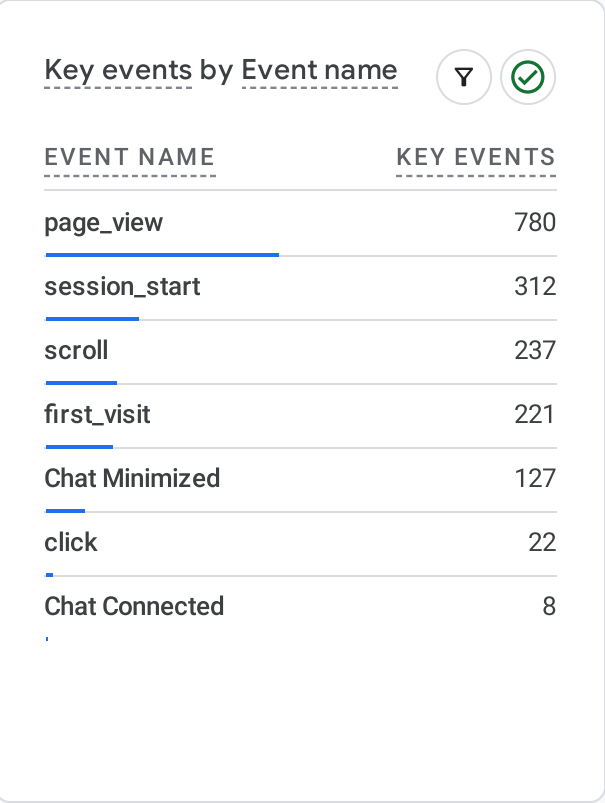 Key events by Event name
EVENT NAME KEY EVENTS
page_view 780
session_start 312
scroll 237
first_visit 221
Chat Minimized 127
click 22
Chat Connected 8